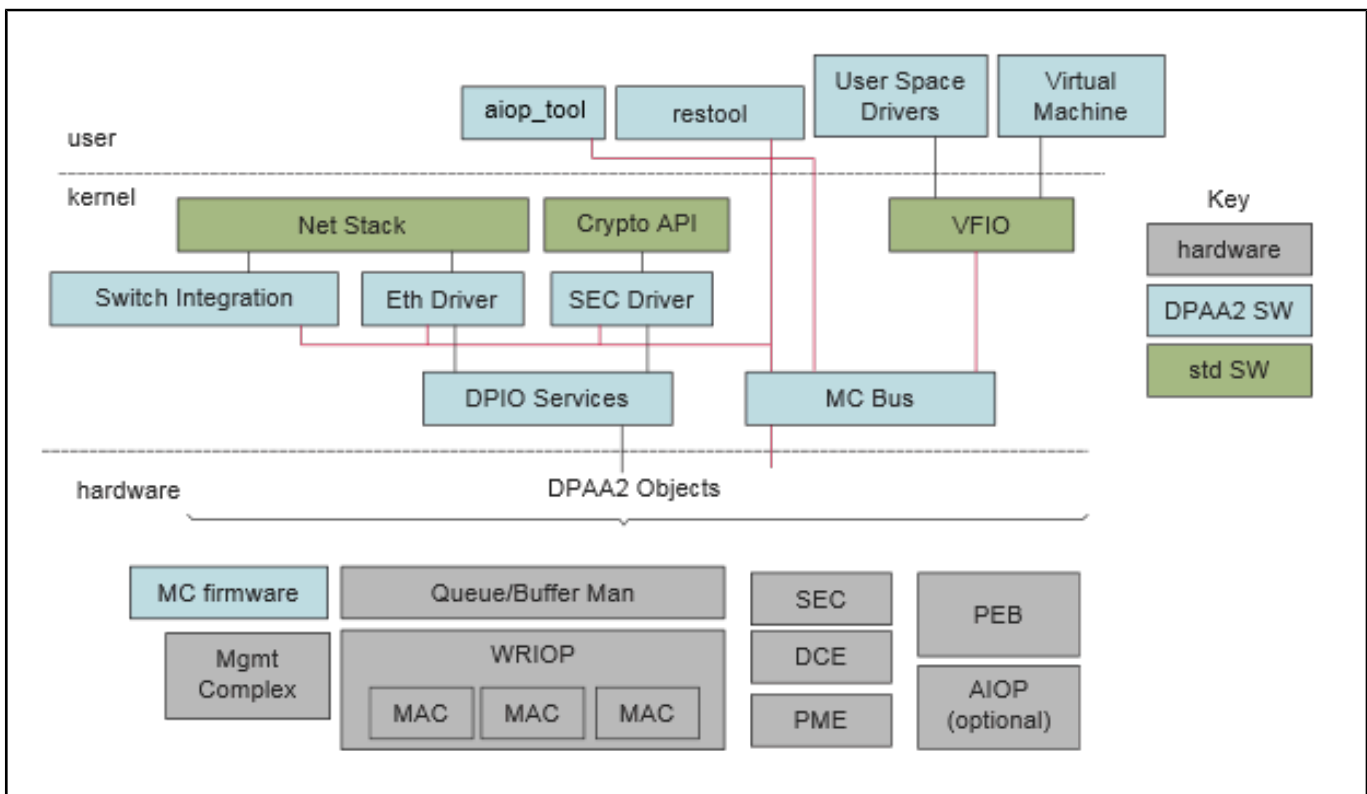 aiop_tool
restool
User Space
Drivers
Virtual
Machine
user
kernel
Net Stack
Crypto API
VFIO
Key
hardware
Switch Integration
Eth Driver
SEC Driver
DPAA2 SW
DPIO Services
MC Bus
std SW
hardware
DPAA2 Objects
MC firmware
Queue/Buffer Man
SEC
PEB
Mgmt
Complex
WRIOP
DCE
MAC
MAC
MAC
PME
AIOP
(optional)